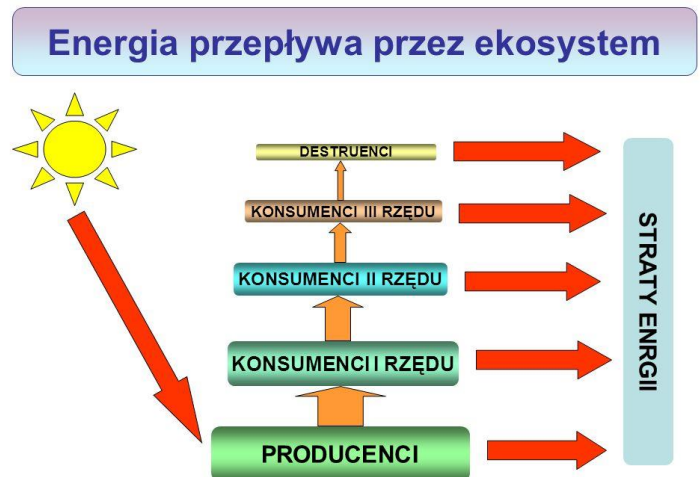 Energia przepływa przez ekosystem
DESTRUENCI
KONSUMENCI III RZĘDU
KONSUMENCI II RZĘDU
KONSUMENCI I RZĘDU
PRODUCENCI
STRATY ENRGII